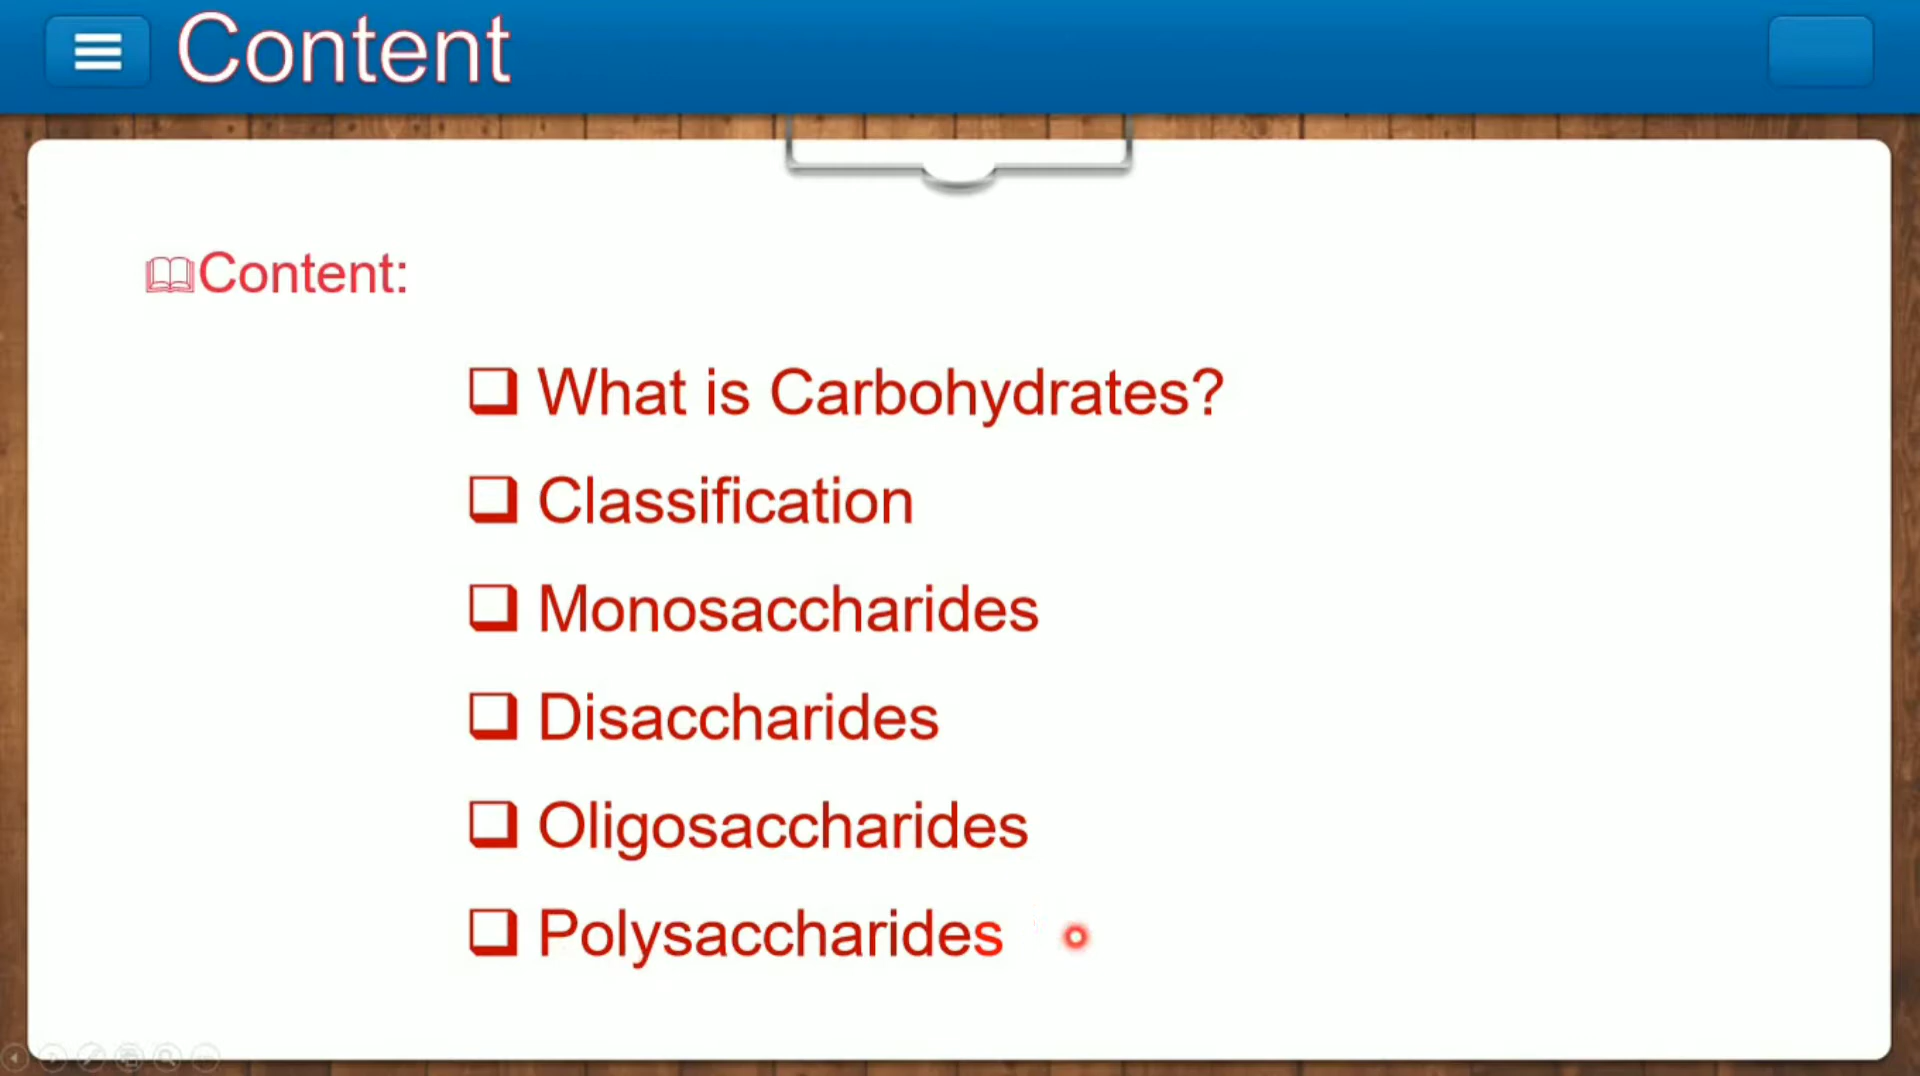 Content
Content:
What is Carbohydrates?
Classification
Monosaccharides
Disaccharides
Oligosaccharides
Polysaccharides